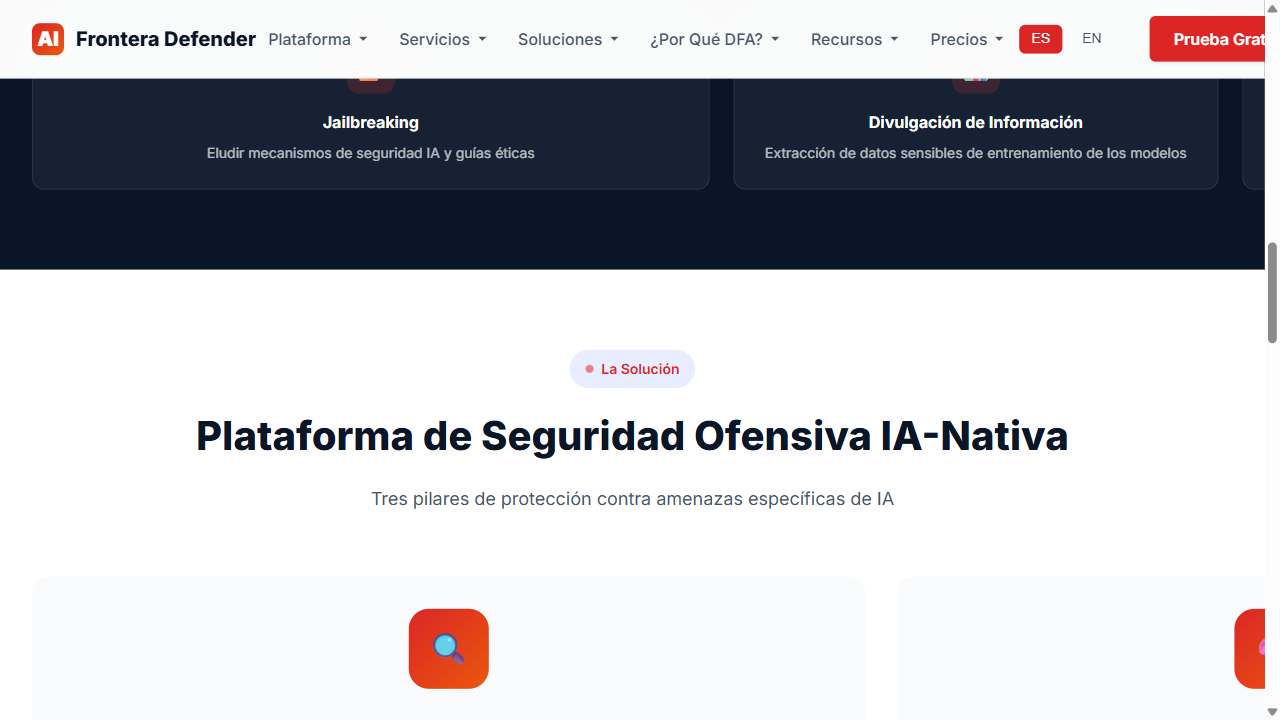 AI Frontera Defender Plataforma Servicios Soluciones ¿Por Qué DFA? Recursos Precios ES EN Prueba Grat
Jailbreaking
Eludir mecanismos de seguridad IA y guías éticas
Divulgación de Información
Extracción de datos sensibles de entrenamiento de los modelos
La Solución
Plataforma de Seguridad Ofensiva IA-Nativa
Tres pilares de protección contra amenazas específicas de IA